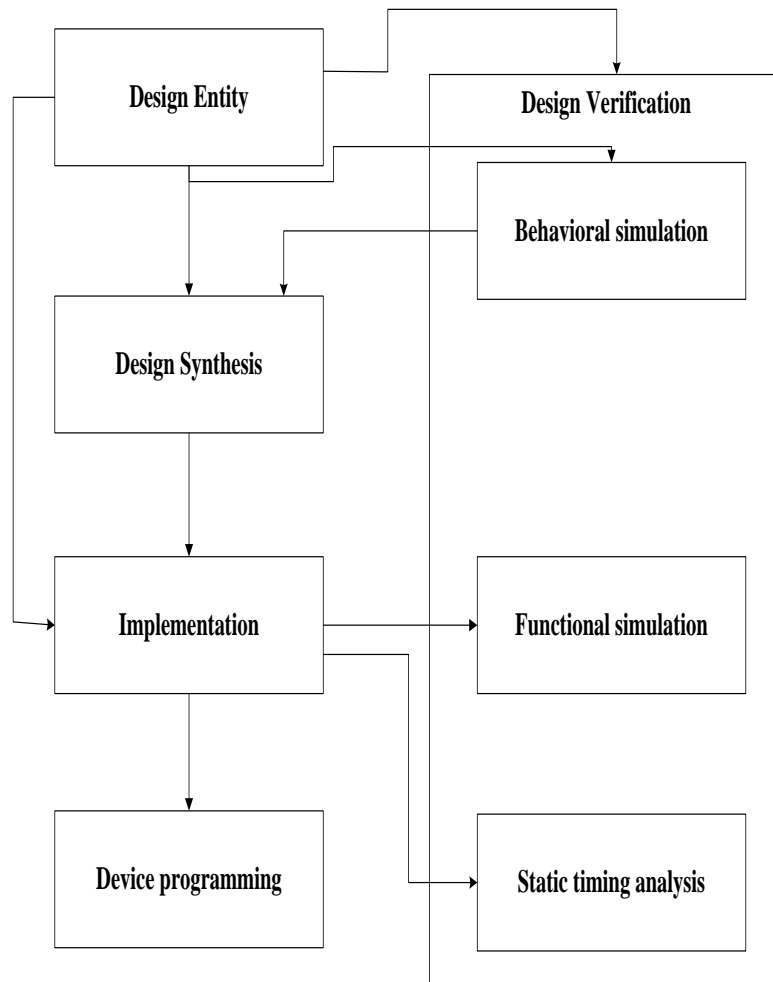 Design Entity
Design Verification
Behavioral simulation
Design Synthesis
Implementation
Functional simulation
Device programming
Static timing analysis